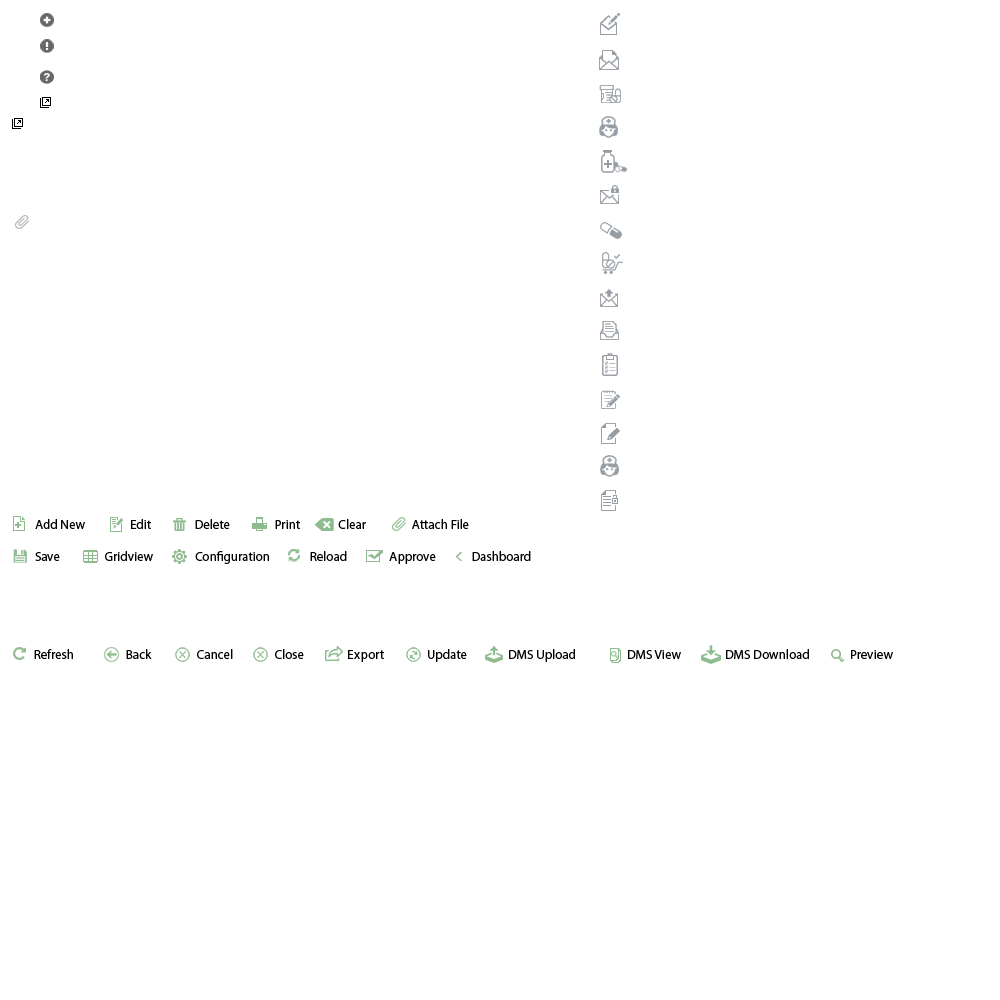 Add New Edit Delete Print Clear Attach File
Save Gridview Configuration Reload Approve Dashboard
Refresh Back Cancel Close Export Update DMS Upload DMS View DMS Download Preview